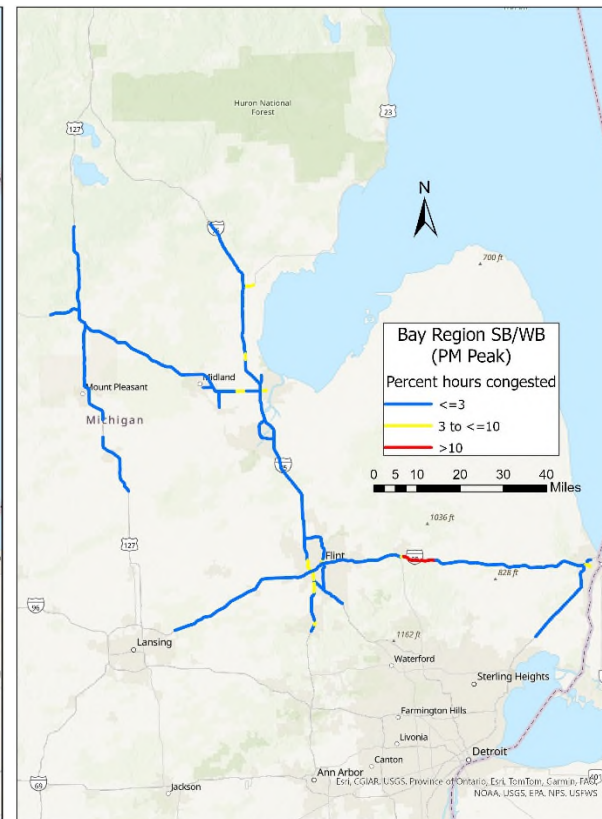 Huron National
Forest
23
127
N
75
700 ft
Bay Region SB/WB
(PM Peak)
Percent hours congested
<=3
3 to <=10
>10
0 5 10 20 30 40
Miles
Midland
Mount Pleasant
Michigan
75
1036 ft
127
Flint
69
828 ft
96
Lansing
1162 ft
Waterford
Sterling Heights
Farmington Hills
Livonia
Canton
Detroit
Ann Arbor
Jackson
69
Esri, CGIAR, USGS, Province of Ontario, Esri, TomTom, Garmin, FAO,
NOAA, USGS, EPA, NPS, USFWS
401